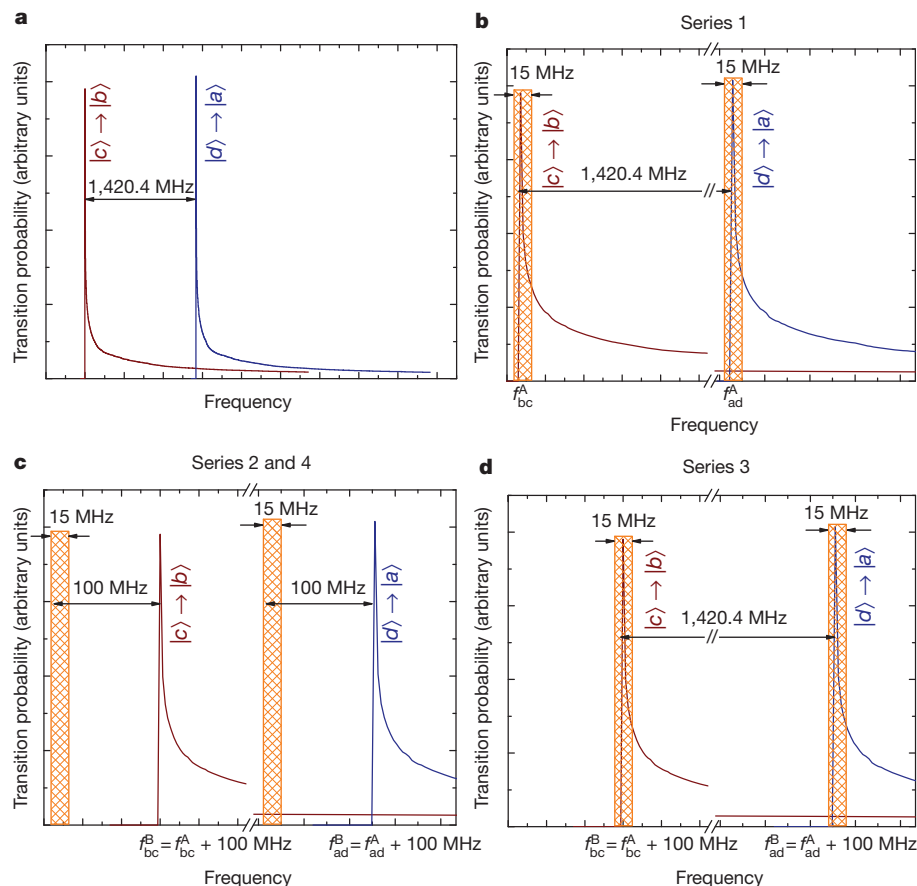 a
Transition probability (arbitrary units)
|c⟩ → |b⟩
|d⟩ → |a⟩
1,420.4 MHz
Frequency
b
Series 1
Transition probability (arbitrary units)
15 MHz
15 MHz
|c⟩ → |b⟩
|d⟩ → |a⟩
1,420.4 MHz
f^A_bc
f^A_ad
Frequency
c
Series 2 and 4
Transition probability (arbitrary units)
15 MHz
15 MHz
100 MHz
100 MHz
|c⟩ → |b⟩
|d⟩ → |a⟩
f^B_bc = f^A_bc + 100 MHz
f^B_ad = f^A_ad + 100 MHz
Frequency
d
Series 3
Transition probability (arbitrary units)
15 MHz
15 MHz
|c⟩ → |b⟩
|d⟩ → |a⟩
1,420.4 MHz
f^B_bc = f^A_bc + 100 MHz
f^B_ad = f^A_ad + 100 MHz
Frequency